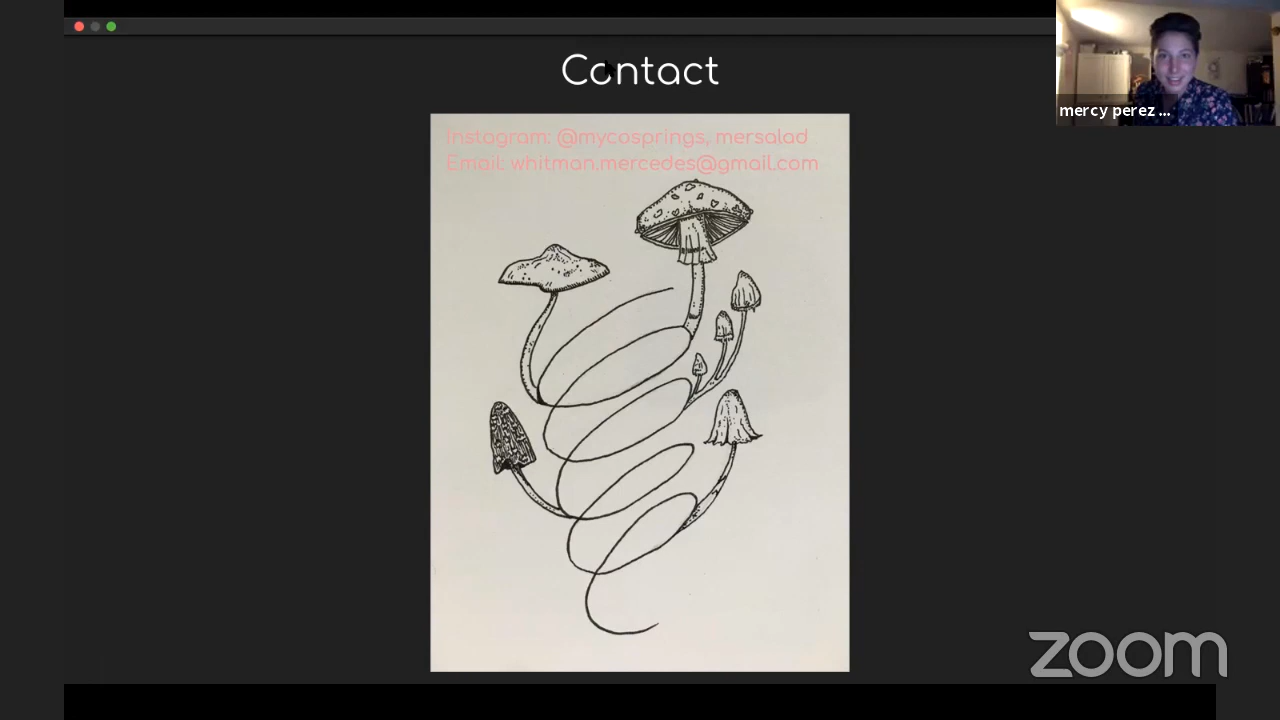 Contact
mercy perez ...
Instagram: @mycosprings, mersalad
Email: whitman.mercedes@gmail.com
zoom